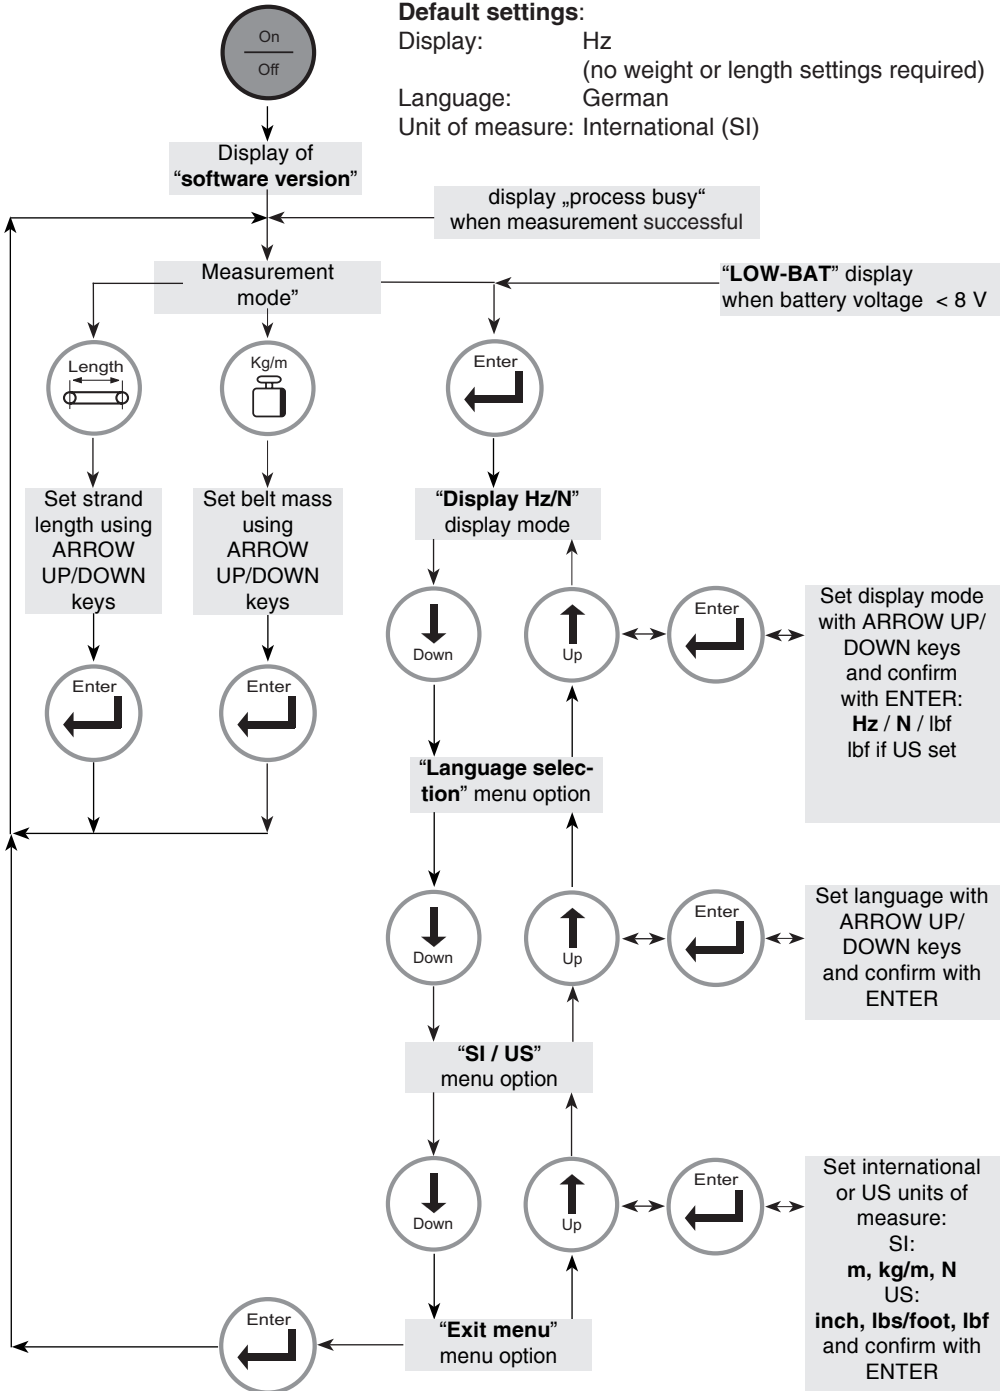 On
Off
Default settings:
Display: Hz
(no weight or length settings required)
Language: German
Unit of measure: International (SI)
Display of
“software version”
display „process busy“
when measurement successful
Measurement
mode”
“LOW-BAT” display
when battery voltage < 8 V
Length
Kg/m
Enter
Set strand
length using
ARROW
UP/DOWN
keys
Set belt mass
using
ARROW
UP/DOWN
keys
“Display Hz/N”
display mode
Down
Up
Enter
Set display mode
with ARROW UP/
DOWN keys
and confirm
with ENTER:
Hz / N / lbf
lbf if US set
Enter
Enter
“Language selec-
tion” menu option
Down
Up
Enter
Set language with
ARROW UP/
DOWN keys
and confirm with
ENTER
“SI / US”
menu option
Down
Up
Enter
Set international
or US units of
measure:
SI:
m, kg/m, N
US:
inch, lbs/foot, lbf
and confirm with
ENTER
“Exit menu”
menu option
Enter